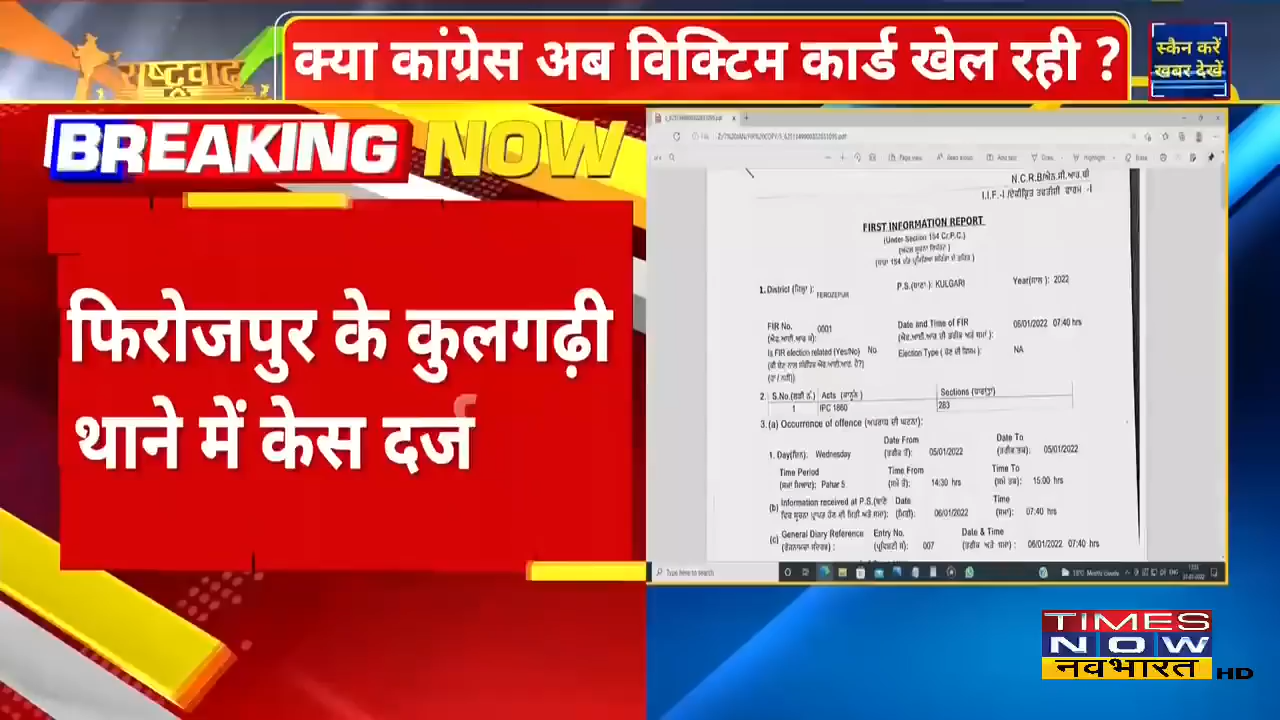 राष्ट्रवाद
क्या कांग्रेस अब विक्टिम कार्ड खेल रही ?
स्कैन करें
खबर देखें
BREAKING NOW
फिरोजपुर के कुलगढ़ी
थाने में केस दर्ज
N.C.R.B/ਐਨ.ਸੀ.ਆਰ.ਬੀ
FIRST INFORMATION REPORT
(Under Section 154 Cr.P.C.)
1. District (ਜ਼ਿਲ੍ਹਾ): FEROZEPUR P.S.(ਥਾਣਾ): KULGARI Year(ਸਾਲ): 2022
FIR No. 0001 Date and Time of FIR 06/01/2022 07:40 hrs
Is FIR election related (Yes/No) No Election Type NA
2. S.No. Acts Sections
1 IPC 1860 283
3.(a) Occurrence of offence
Date From Date To
1. Day(ਦਿਨ): Wednesday 05/01/2022 05/01/2022
Time Period Time From Time To
Pahar 5 14:30 hrs 15:00 hrs
(b) Information received at P.S. Date Time
06/01/2022 07:40 hrs
(c) General Diary Reference Entry No. Date & Time
007 06/01/2022 07:40 hrs
Type here to search
TIMES
NOW
नवभारत HD